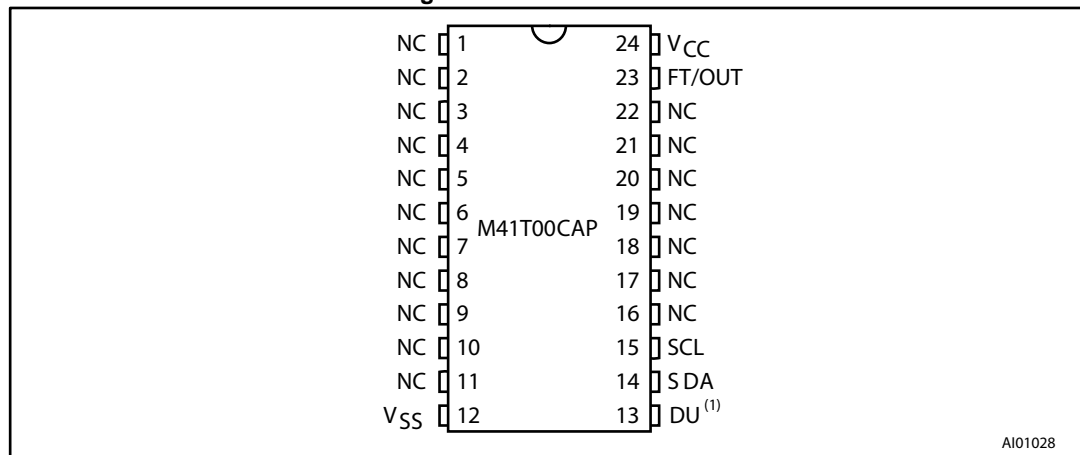 NC 1 24 VCC
NC 2 23 FT/OUT
NC 3 22 NC
NC 4 21 NC
NC 5 20 NC
NC 6 19 NC
M41T00CAP
NC 7 18 NC
NC 8 17 NC
NC 9 16 NC
NC 10 15 SCL
NC 11 14 SDA
VSS 12 13 DU(1)
AI01028